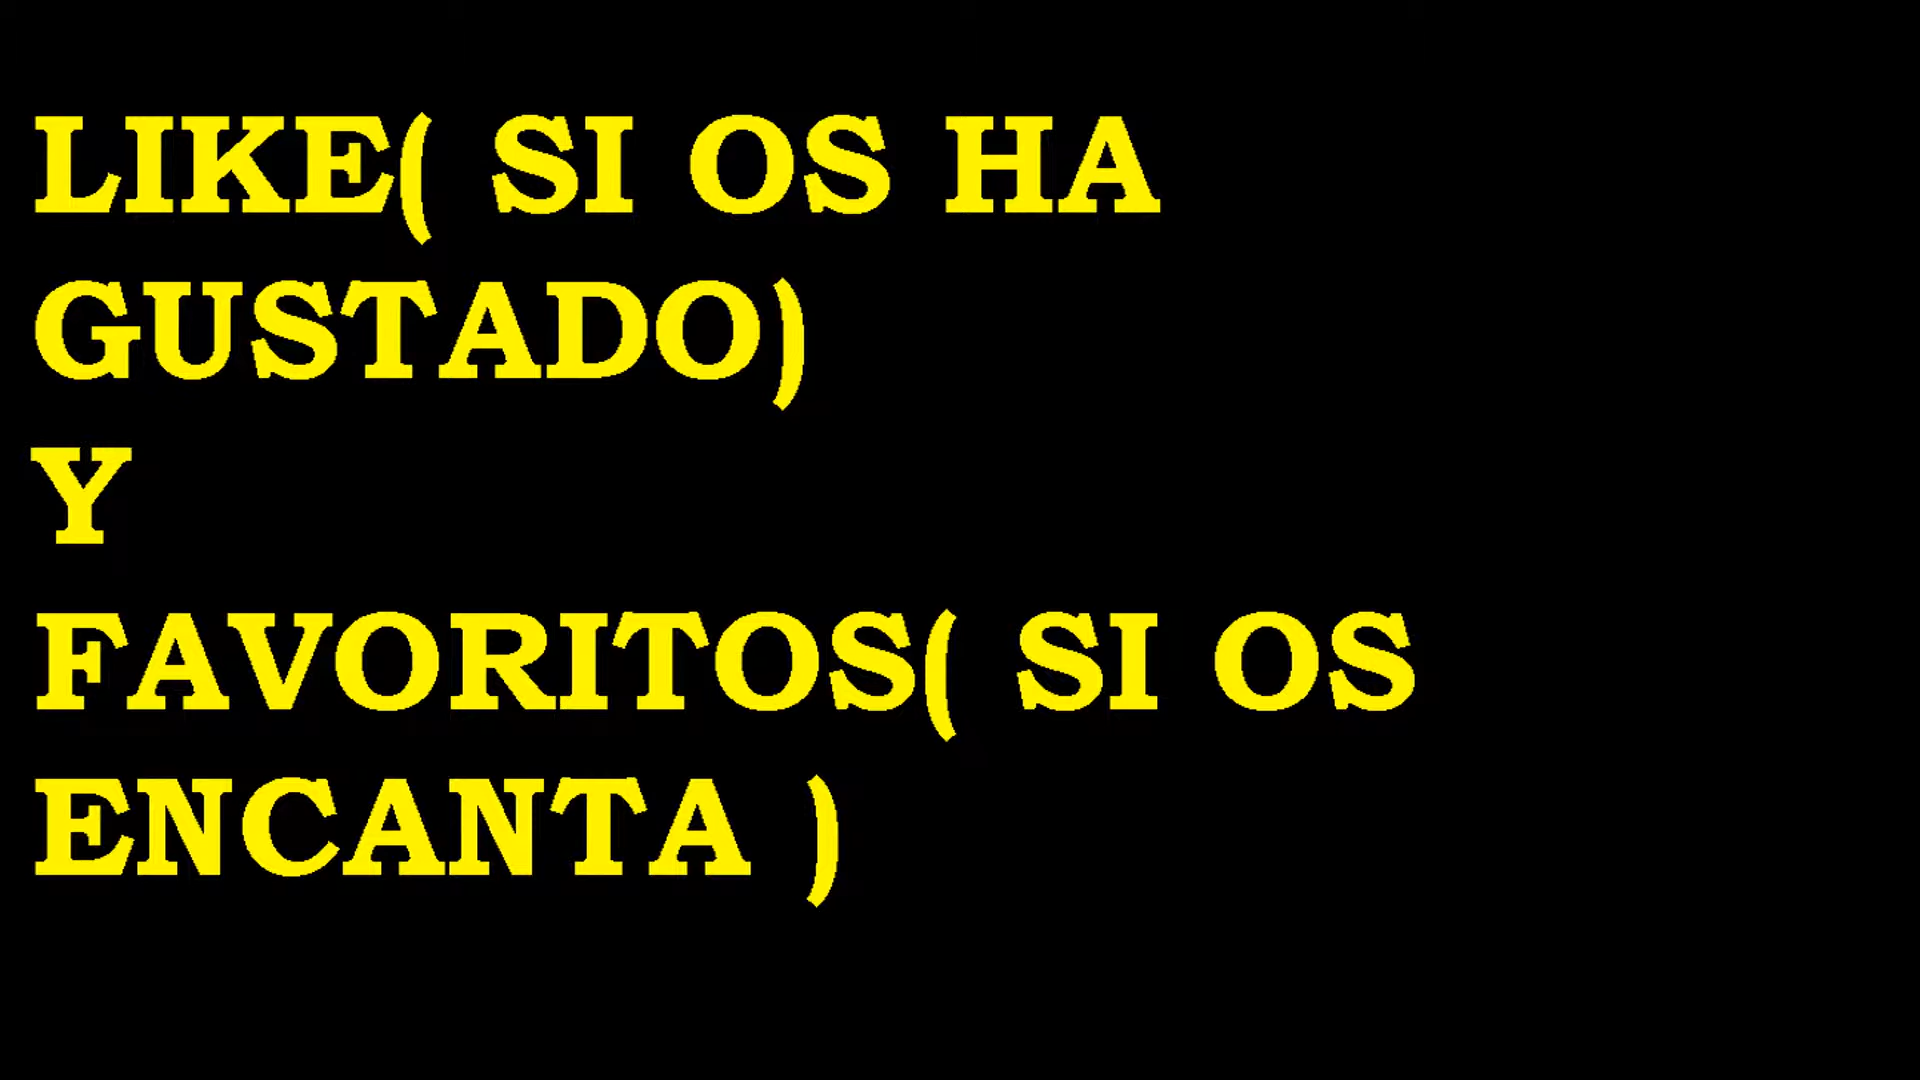 LIKE( SI OS HA
GUSTADO)
Y
FAVORITOS( SI OS
ENCANTA )